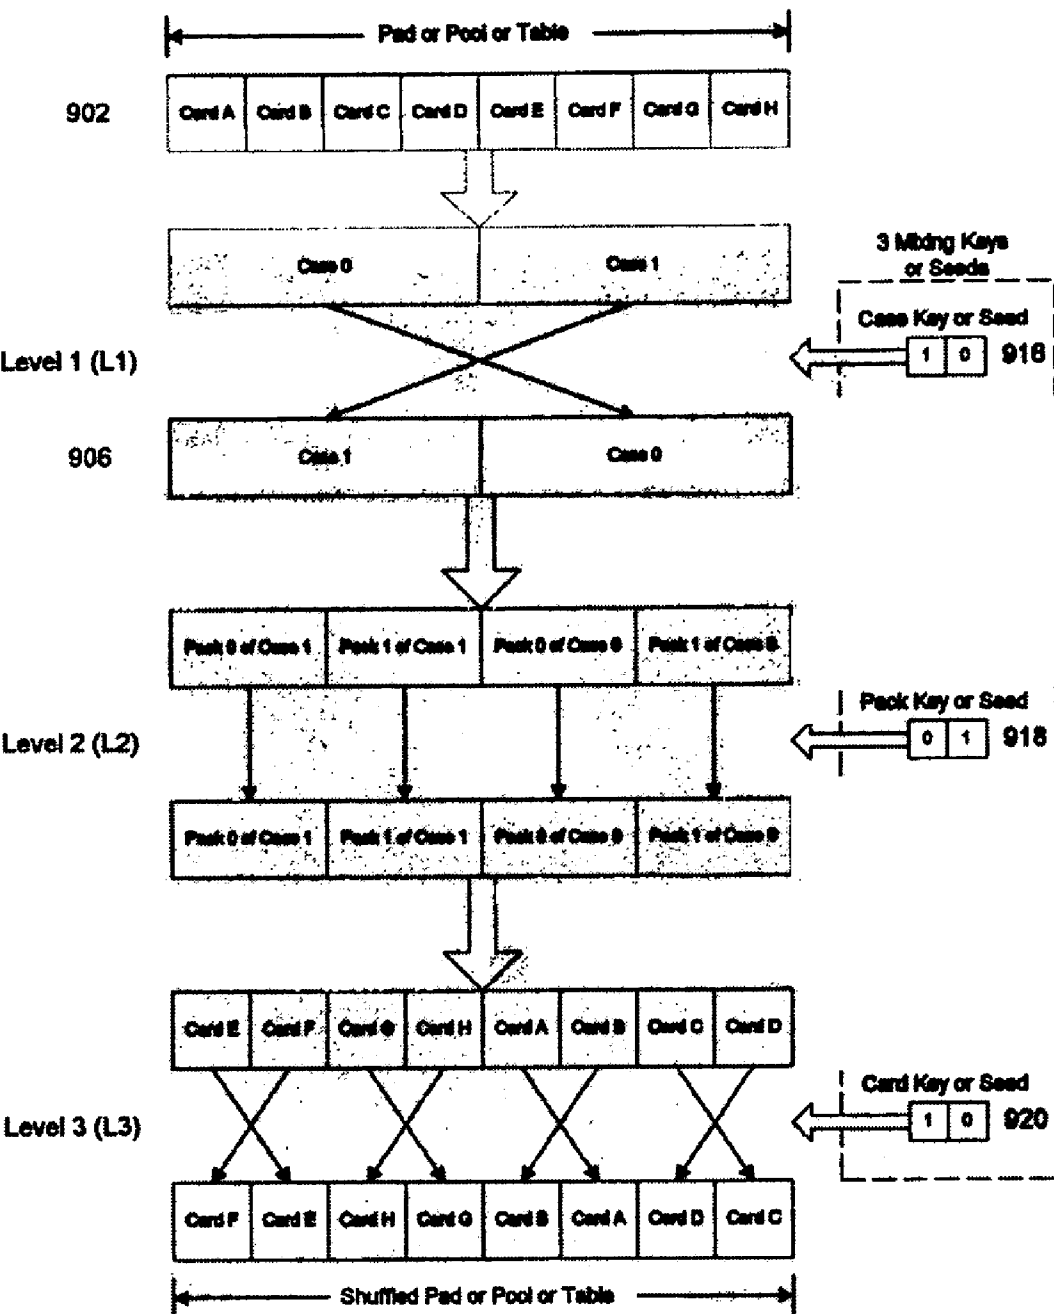 Pad or Pool or Table
902
Card A Card B Card C Card D Card E Card F Card G Card H
Case 0 Case 1
3 Mixing Keys
or Seeds
Case Key or Seed
Level 1 (L1)
1 0 916
906
Case 1 Case 0
Pack 0 of Case 1 Pack 1 of Case 1 Pack 0 of Case 0 Pack 1 of Case 0
Pack Key or Seed
Level 2 (L2)
0 1 918
Pack 0 of Case 1 Pack 1 of Case 1 Pack 0 of Case 0 Pack 1 of Case 0
Card E Card F Card G Card H Card A Card B Card C Card D
Card Key or Seed
Level 3 (L3)
1 0 920
Card F Card E Card H Card G Card B Card A Card D Card C
Shuffled Pad or Pool or Table